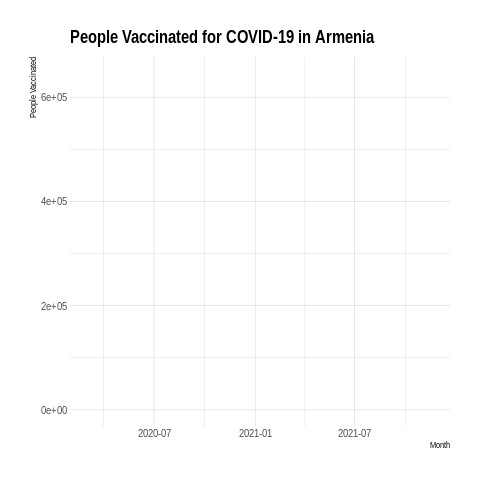 People Vaccinated for COVID-19 in Armenia
People Vaccinated
6e+05
4e+05
2e+05
0e+00
2020-07 2021-01 2021-07
Month